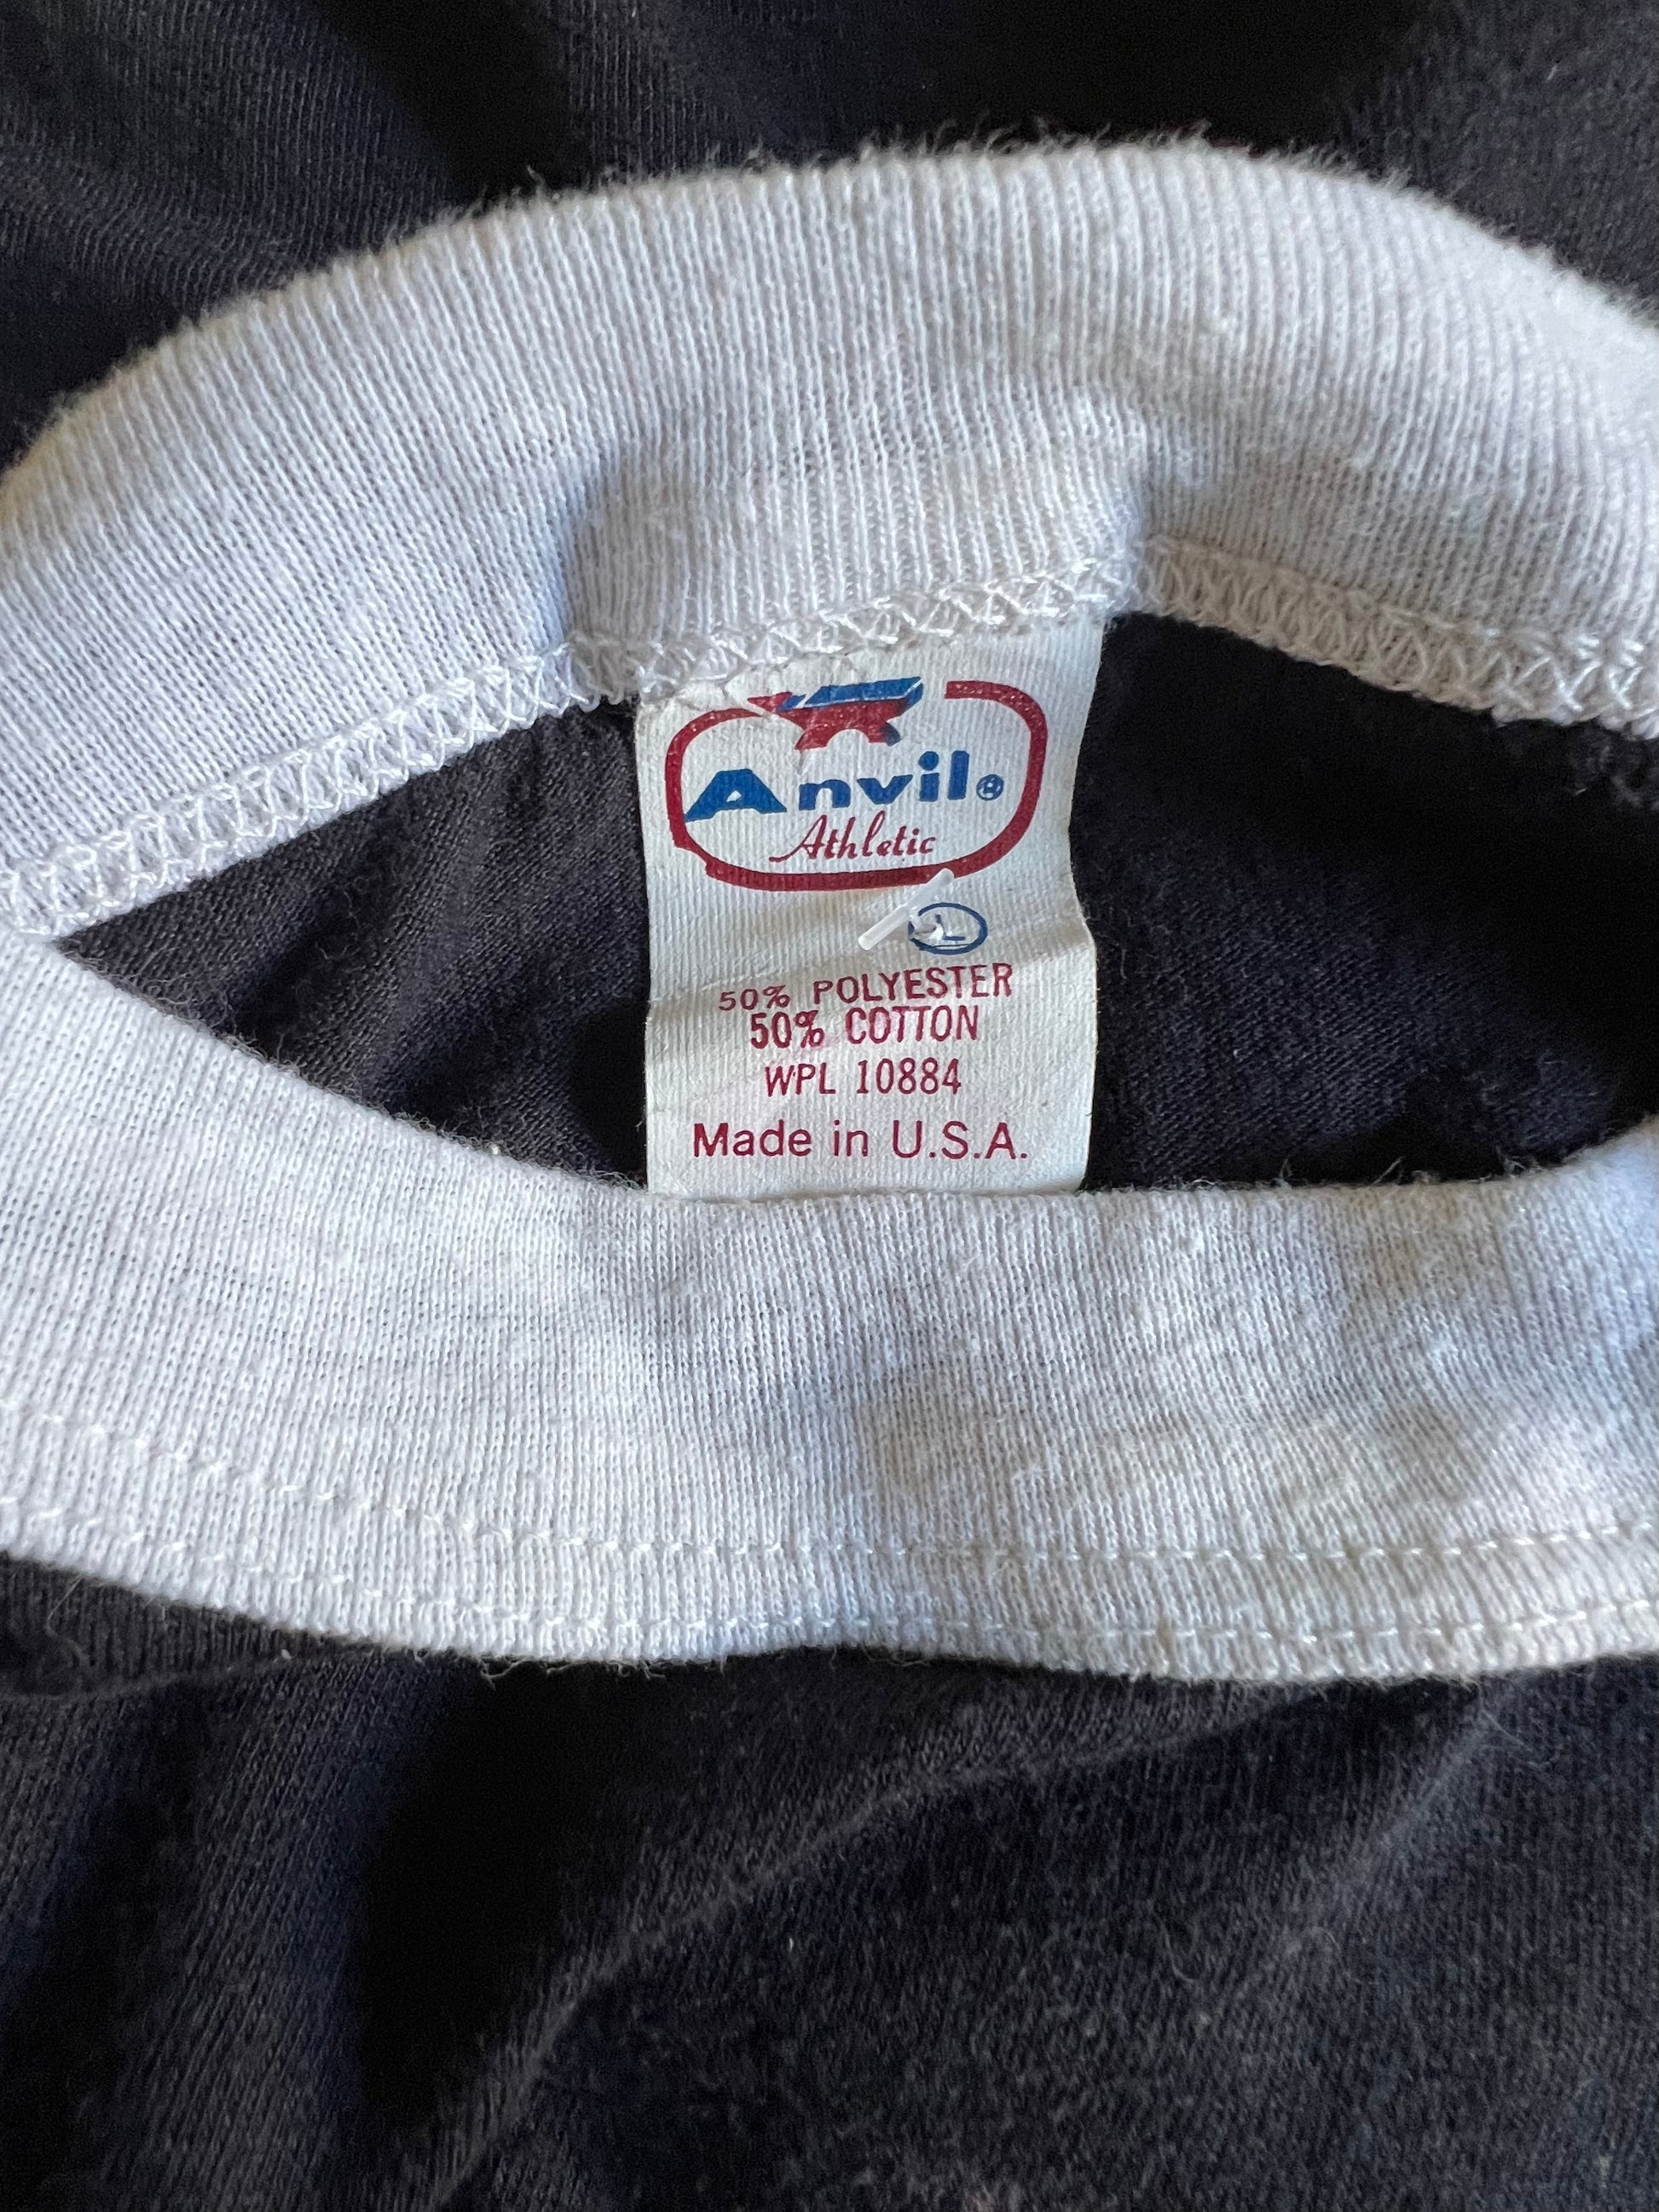 Anvil®
Athletic
L
50% POLYESTER
50% COTTON
WPL 10884
Made in U.S.A.